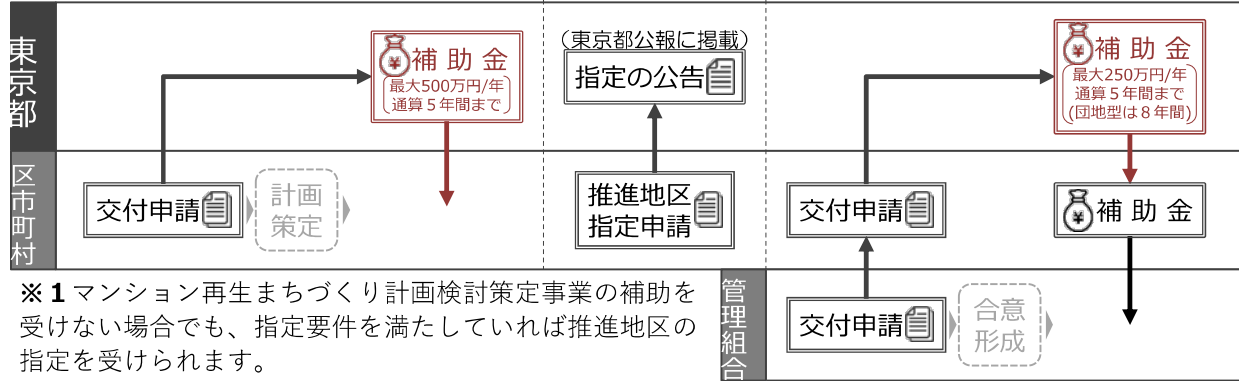 東京都
補助金
最大500万円/年
通算5年間まで
(東京都公報に掲載)
指定の公告
補助金
最大250万円/年
通算5年間まで
(団地型は8年間)
区市町村
交付申請
計画
策定
推進地区
指定申請
交付申請
補助金
※1マンション再生まちづくり計画検討策定事業の補助を
受けない場合でも、指定要件を満たしていれば推進地区の
指定を受けられます。
管理組合
交付申請
合意
形成